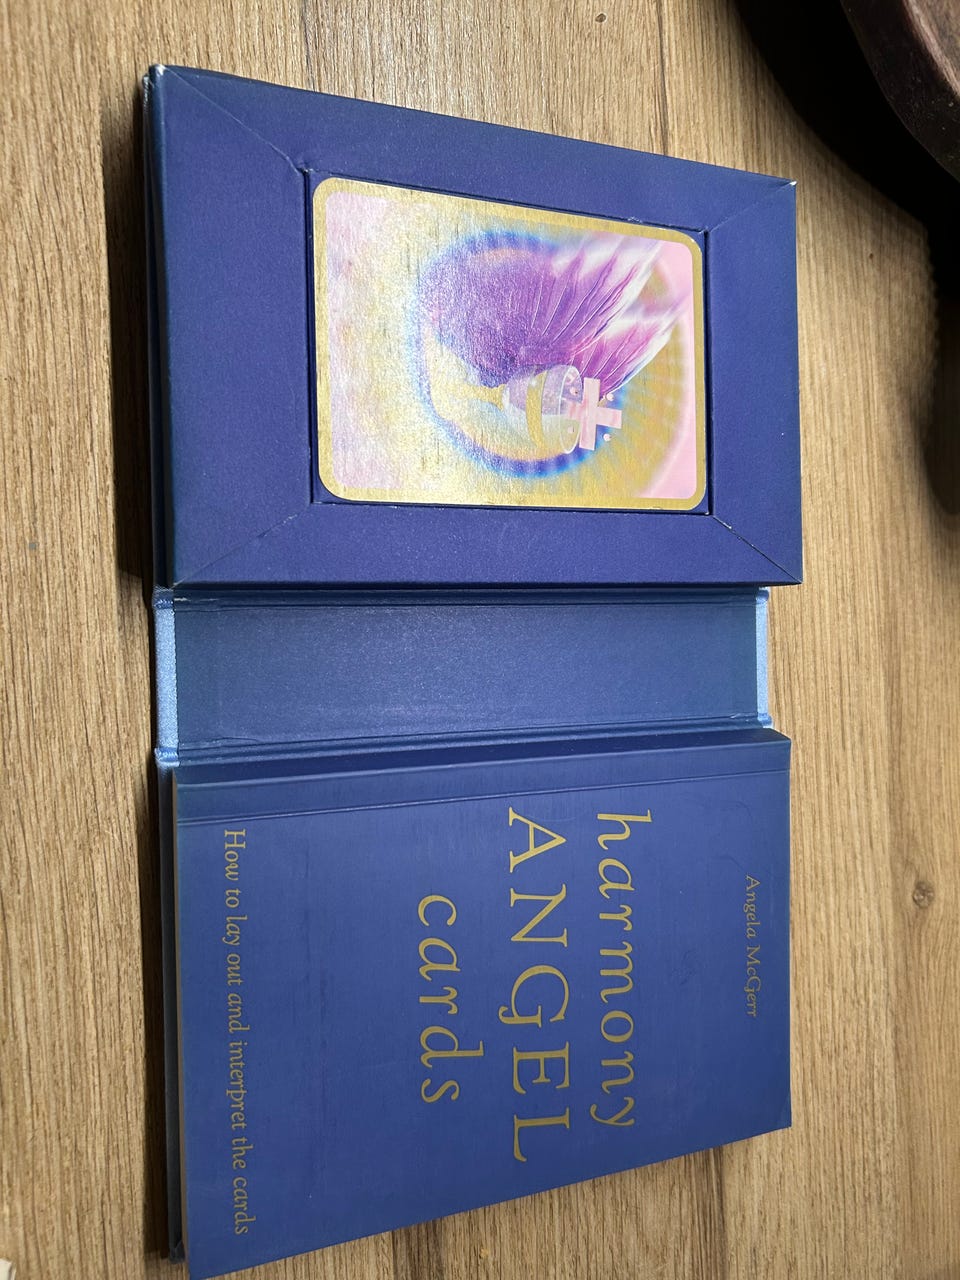 Angela McGerr
harmony
ANGEL
cards
How to lay out and interpret the cards